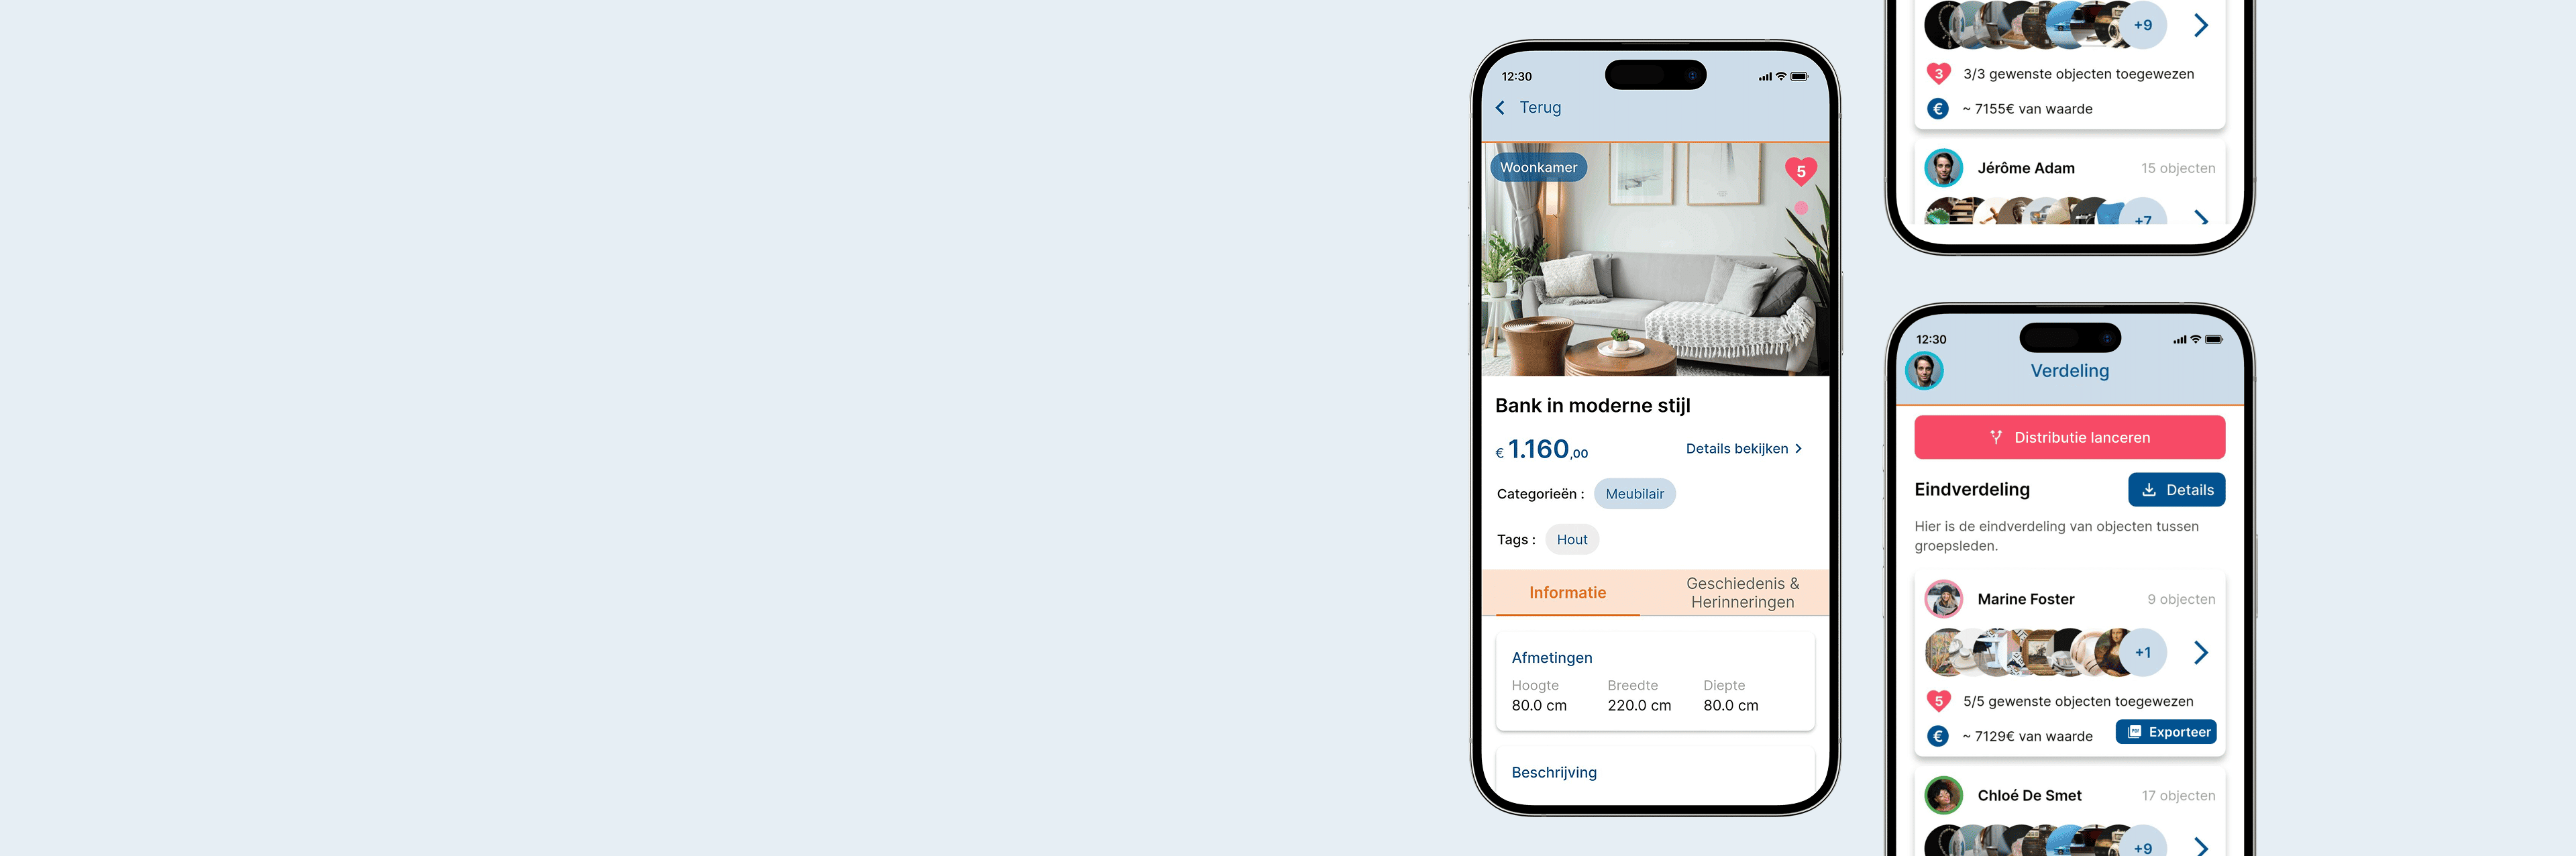 12:30
Terug
Woonkamer
5
Bank in moderne stijl
€ 1.160,00
Details bekijken
Categorieën :
Meubilair
Tags :
Hout
Informatie
Geschiedenis &
Herinneringen
Afmetingen
Hoogte
Breedte
Diepte
80.0 cm
220.0 cm
80.0 cm
Beschrijving
+9
3
3/3 gewenste objecten toegewezen
€
~ 7155€ van waarde
Jérôme Adam
15 objecten
+7
12:30
Verdeling
Distributie lanceren
Eindverdeling
Details
Hier is de eindverdeling van objecten tussen
groepsleden.
Marine Foster
9 objecten
+1
5
5/5 gewenste objecten toegewezen
€
~ 7129€ van waarde
PDF
Exporteer
Chloé De Smet
17 objecten
+9